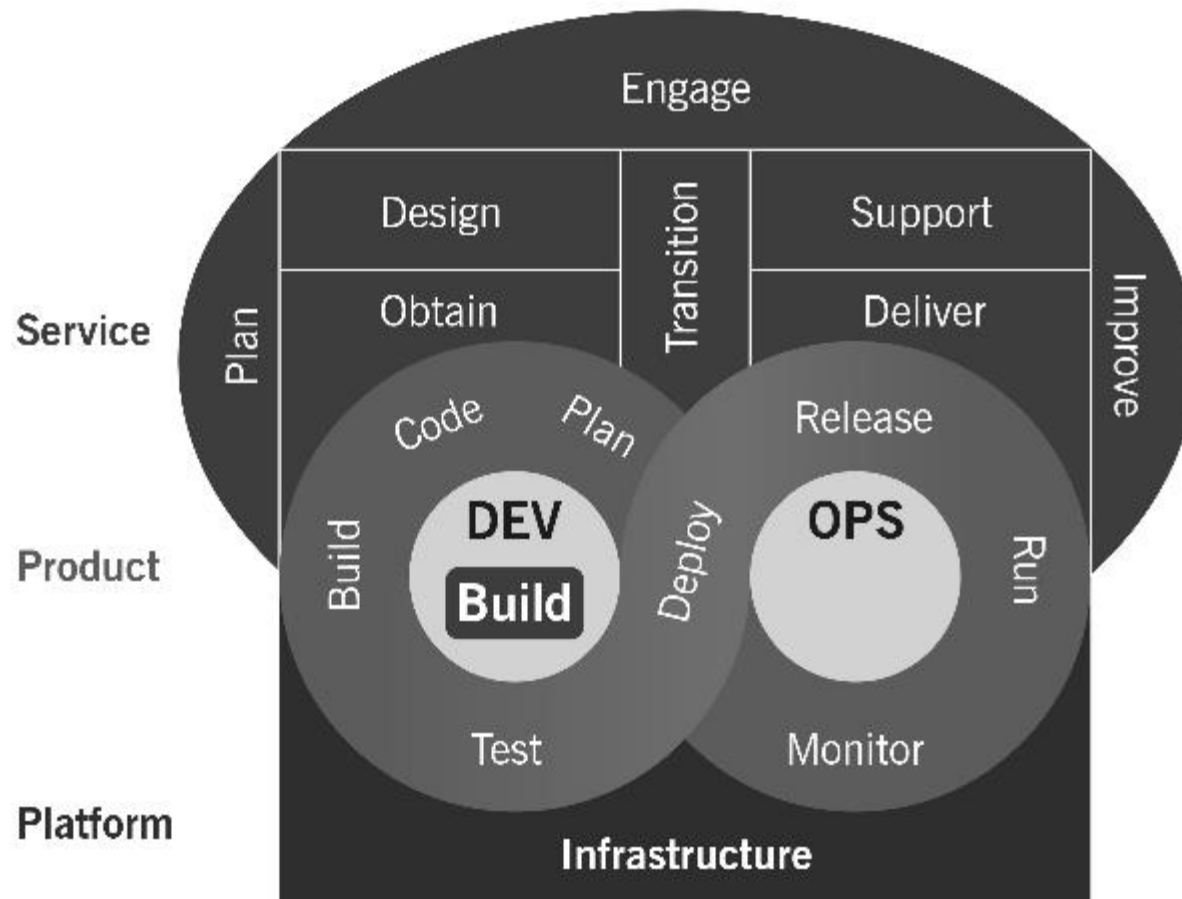 Engage
Design
Transition
Support
Obtain
Deliver
Service
Plan
Improve
Code
Plan
Release
DEV
OPS
Product
Build
Build
Deploy
Run
Test
Monitor
Platform
Infrastructure